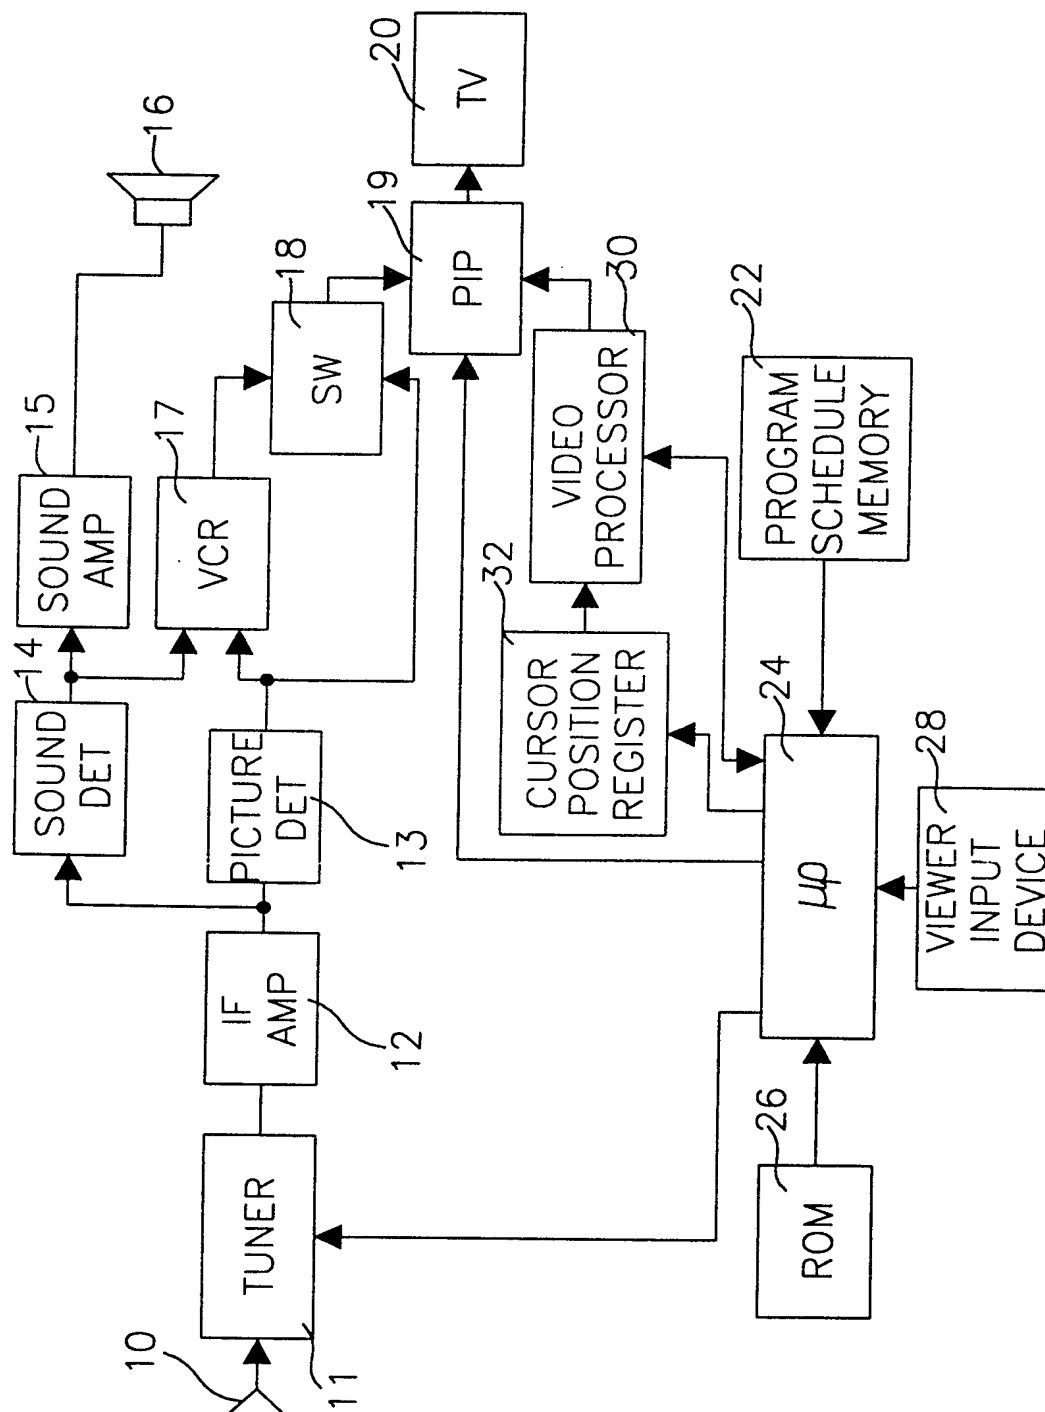 10
TUNER
11
IF
AMP
12
PICTURE
DET
13
SOUND
DET
14
SOUND
AMP
15
16
VCR
17
SW
18
PIP
19
TV
20
VIDEO
PROCESSOR
30
CURSOR
POSITION
REGISTER
32
PROGRAM
SCHEDULE
MEMORY
22
μp
24
ROM
26
VIEWER
INPUT
DEVICE
28